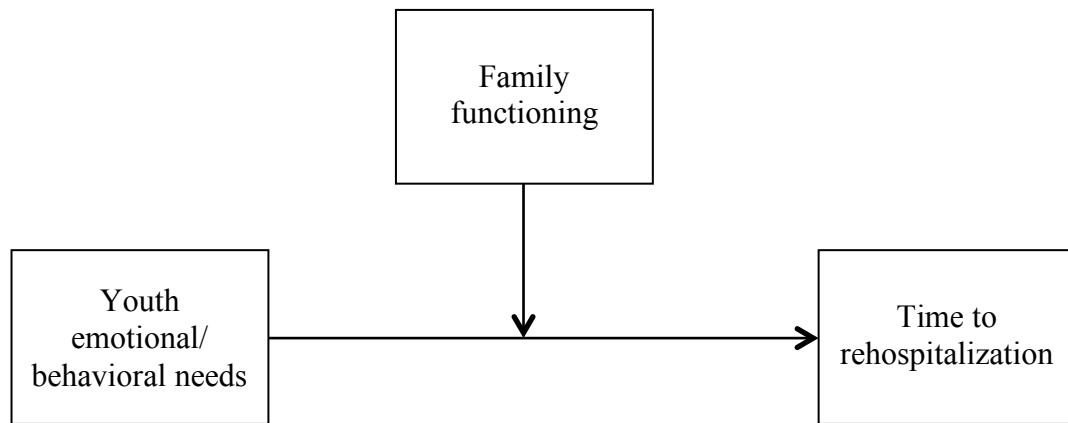 Family
functioning
Youth
emotional/
behavioral needs
Time to
rehospitalization